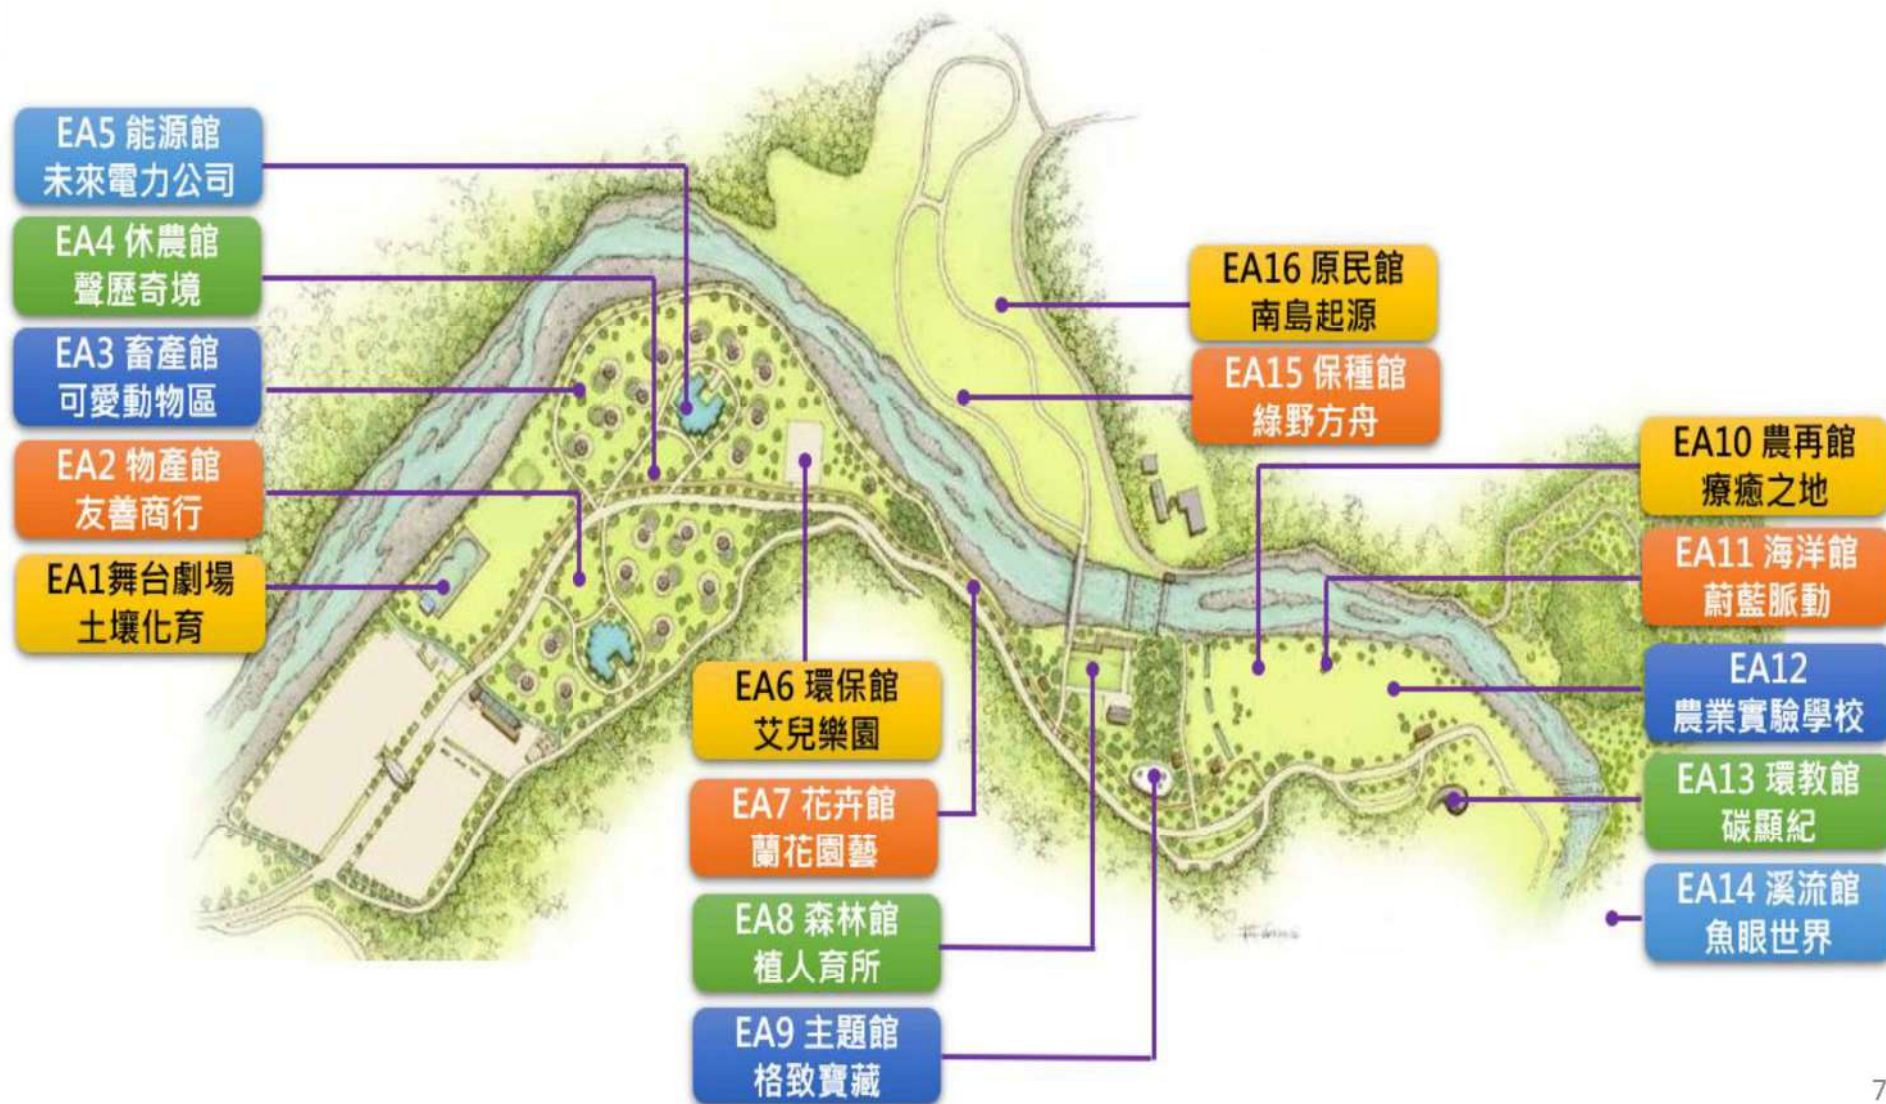 EA5 能源館
未來電力公司
EA4 休農館
聲歷奇境
EA3 畜產館
可愛動物區
EA2 物產館
友善商行
EA1舞台劇場
土壤化育
EA16 原民館
南島起源
EA15 保種館
綠野方舟
EA6 環保館
艾兒樂園
EA7 花卉館
蘭花園藝
EA8 森林館
植人育所
EA9 主題館
格致寶藏
EA10 農再館
療癒之地
EA11 海洋館
蔚藍脈動
EA12
農業實驗學校
EA13 環教館
碳顯紀
EA14 溪流館
魚眼世界
7